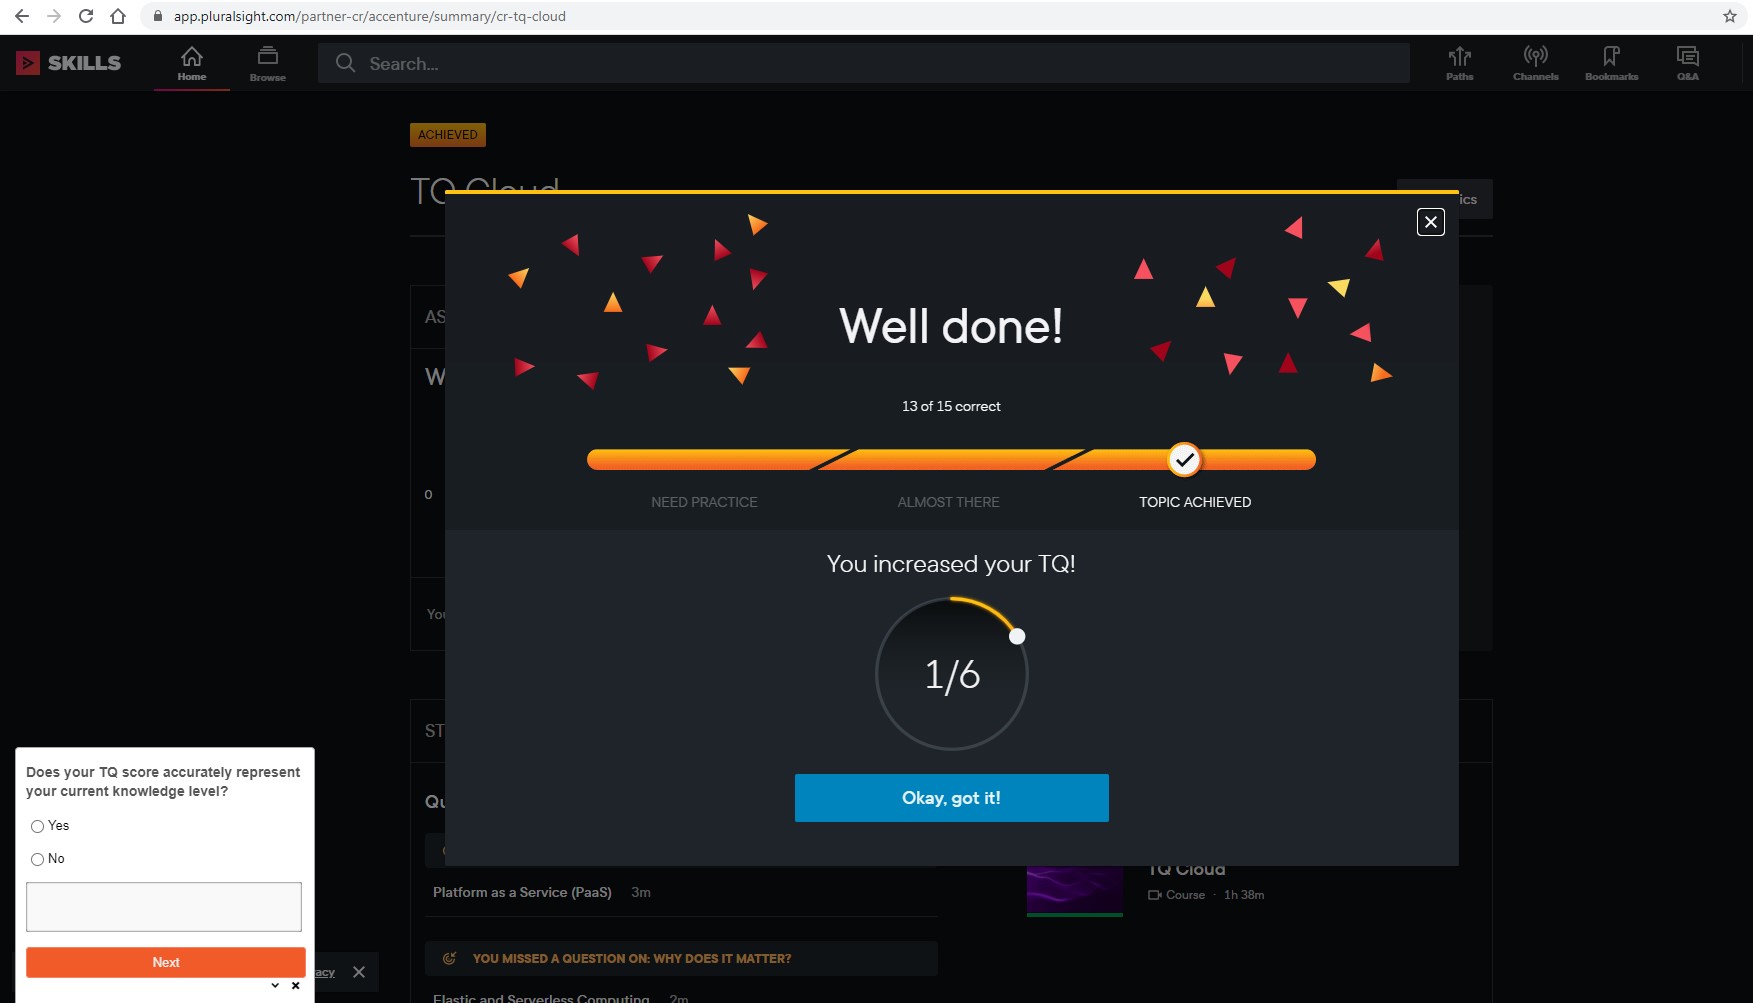 app.pluralsight.com/partner-cr/accenture/summary/cr-tq-cloud
SKILLS
Home
Browse
Search...
Paths
Channels
Bookmarks
Q&A
ACHIEVED
TQ Cloud
ics
AS
W
0
You
ST
Qu
Well done!
13 of 15 correct
NEED PRACTICE
ALMOST THERE
TOPIC ACHIEVED
You increased your TQ!
1/6
Okay, got it!
Platform as a Service (PaaS) 3m
YOU MISSED A QUESTION ON: WHY DOES IT MATTER?
Elastic and Serverless Computing 2m
TQ Cloud
Course - 1h 38m
Does your TQ score accurately represent
your current knowledge level?
Yes
No
Next
acy